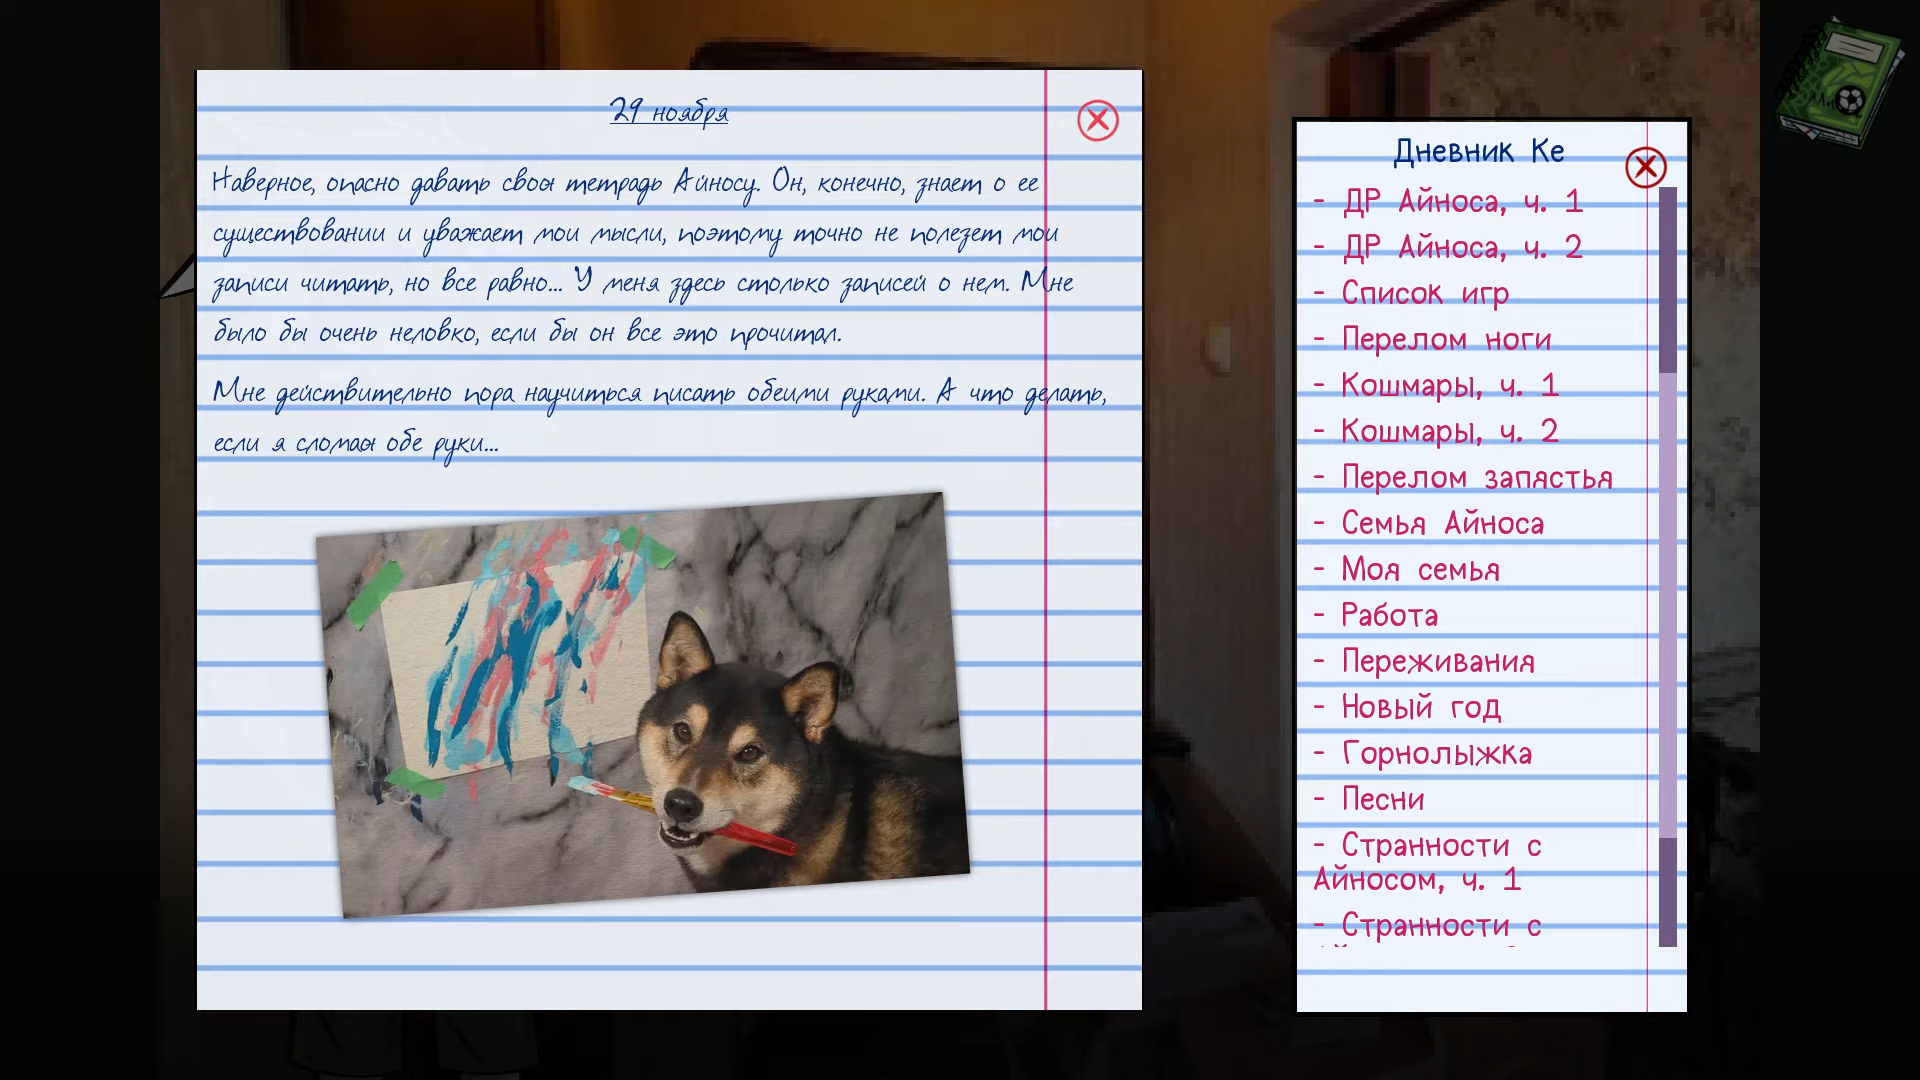 29 ноября
Наверное, опасно давать свою тетрадь Айносу. Он, конечно, знает о ее
существовании и уважает мои мысли, поэтому точно не полезет мои
записи читать, но все равно... У меня здесь столько записей о нем. Мне
было бы очень неловко, если бы он все это прочитал.
Мне действительно пора научиться писать обеими руками. А что делать,
если я сломаю обе руки...
Дневник Ке
- ДР Айноса, ч. 1
- ДР Айноса, ч. 2
- Список игр
- Перелом ноги
- Кошмары, ч. 1
- Кошмары, ч. 2
- Перелом запястья
- Семья Айноса
- Моя семья
- Работа
- Переживания
- Новый год
- Горнолыжка
- Песни
- Странности с
Айносом, ч. 1
- Странности с